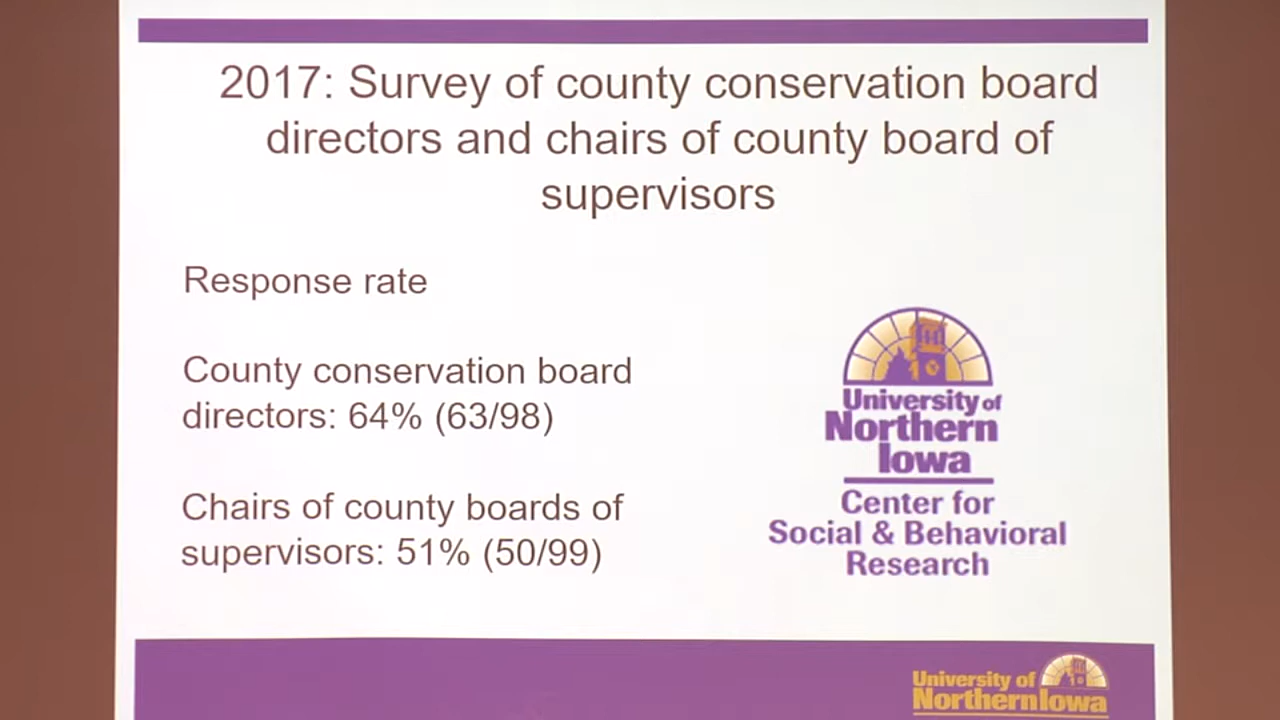 2017: Survey of county conservation board
directors and chairs of county board of
supervisors
Response rate
County conservation board
directors: 64% (63/98)
Chairs of county boards of
supervisors: 51% (50/99)
University of
Northern
Iowa
Center for
Social & Behavioral
Research
University of
Northern Iowa